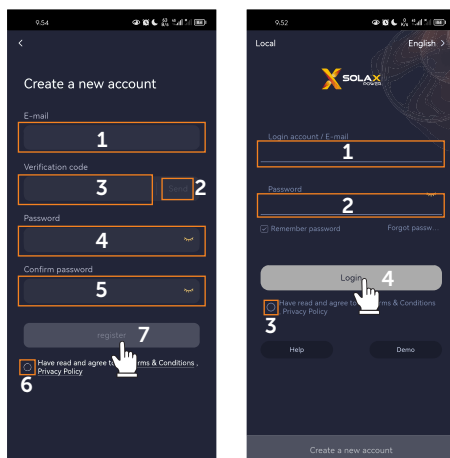 9:54
Create a new account
E-mail
1
Verification code
3
Send 2
Password
4
Confirm password
5
register 7
Have read and agree to rms & Conditions ,
Privacy Policy
6
9:52
Local English >
SOLAX
POWER
Login account / E-mail
1
Password
2
Remember password Forgot passw...
Login 4
Have read and agree to rms & Conditions
, Privacy Policy
3
Help Demo
Create a new account